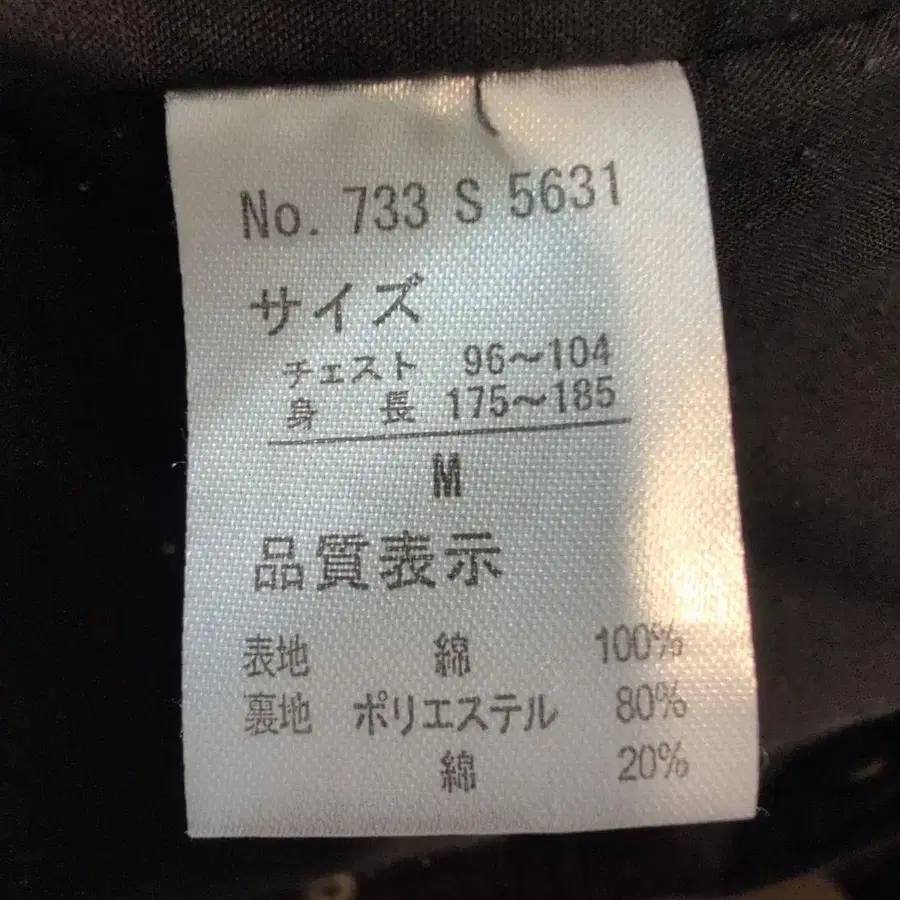 No. 733 S 5631
サイズ
チェスト 96～104
身長 175～185
M
品質表示
表地 綿 100%
裏地 ポリエステル 80%
綿 20%